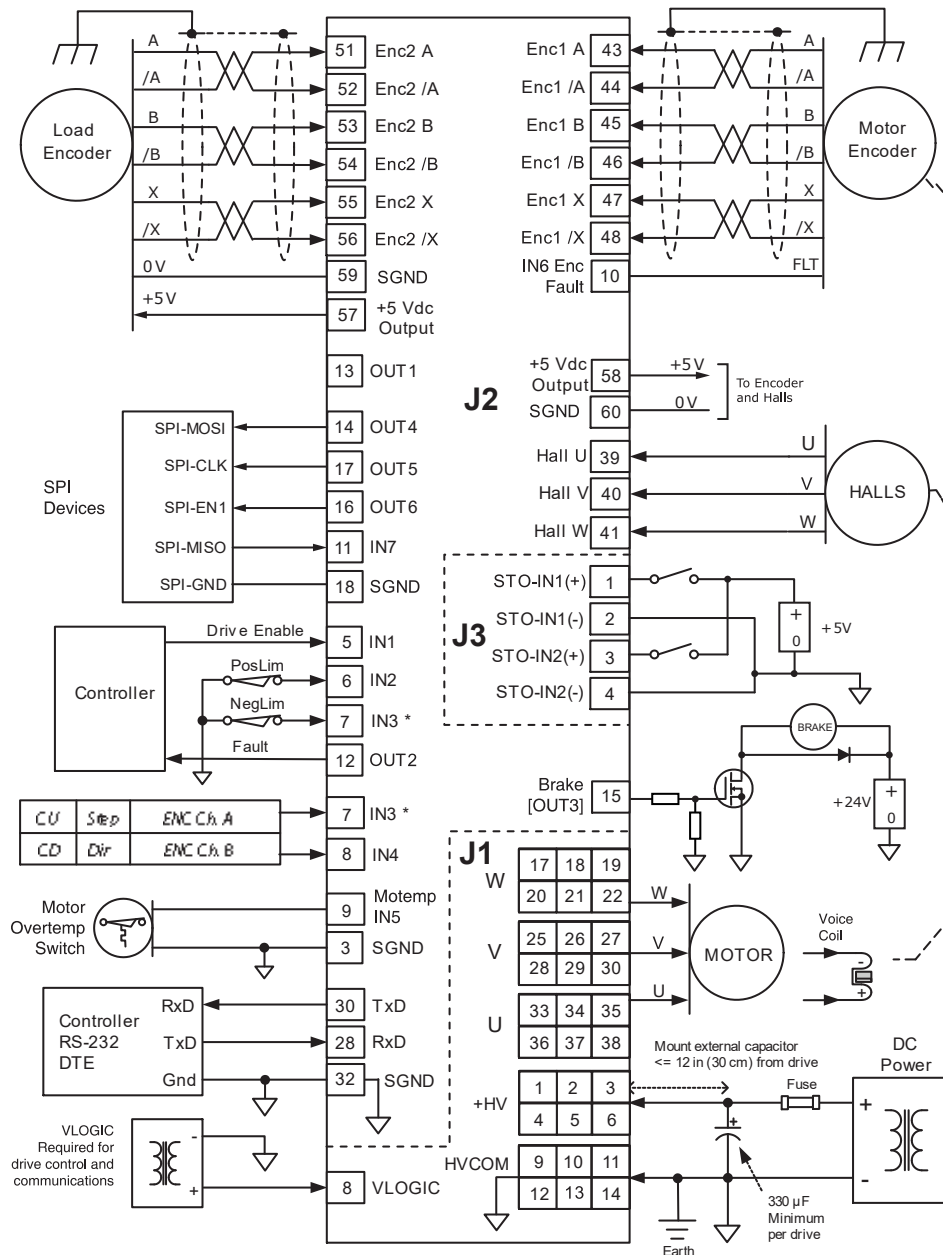 A 51 Enc2 A
/A 52 Enc2 /A
B 53 Enc2 B
/B 54 Enc2 /B
X 55 Enc2 X
/X 56 Enc2 /X
0V 59 SGND
+5V 57 +5 Vdc
Output
Load
Encoder
13 OUT1
SPI
Devices
SPI-MOSI 14 OUT4
SPI-CLK 17 OUT5
SPI-EN1 16 OUT6
SPI-MISO 11 IN7
SPI-GND 18 SGND
Controller
Drive Enable 5 IN1
PosLim 6 IN2
NegLim 7 IN3 *
Fault 12 OUT2
CU Step ENC Ch. A 7 IN3 *
CD Dir ENC Ch. B 8 IN4
Motor
Overtemp
Switch
9 Motemp
IN5
3 SGND
Controller
RS-232
DTE
RxD 30 TxD
TxD 28 RxD
Gnd 32 SGND
VLOGIC
Required for
drive control and
communications
-
+
8 VLOGIC
J2
Enc1 A 43 A
Enc1 /A 44 /A
Enc1 B 45 B
Enc1 /B 46 /B
Enc1 X 47 X
Enc1 /X 48 /X
IN6 Enc
Fault
10 FLT
Motor
Encoder
+5 Vdc
Output
58 +5V
SGND 60 0V
To Encoder
and Halls
Hall U 39 U
Hall V 40 V
Hall W 41 W
HALLS
J3
STO-IN1(+) 1
STO-IN1(-) 2
STO-IN2(+) 3
STO-IN2(-) 4
+
0
+5V
BRAKE
Brake
[OUT3]
15
+24V
+
0
J1
W
17 18 19
20 21 22
W
V
25 26 27
28 29 30
V
U
33 34 35
36 37 38
U
MOTOR
Voice
Coil
-
+
Mount external capacitor
<= 12 in (30 cm) from drive
Fuse
DC
Power
+HV
1 2 3
4 5 6
+
+
-
HVCOM
9 10 11
12 13 14
330 µF
Minimum
per drive
Earth